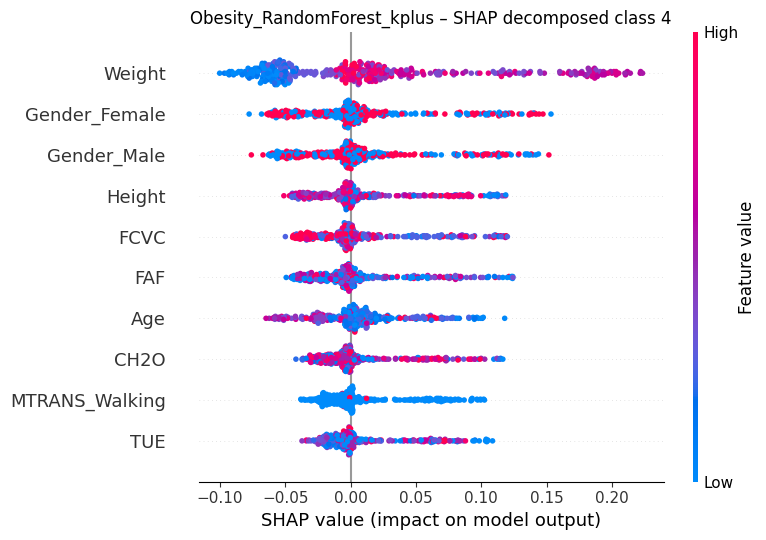 Obesity_RandomForest_kplus – SHAP decomposed class 4
High
Weight
Gender_Female
Gender_Male
Height
FCVC
FAF
Age
CH2O
MTRANS_Walking
TUE
Feature value
Low
−0.10 −0.05 0.00 0.05 0.10 0.15 0.20
SHAP value (impact on model output)